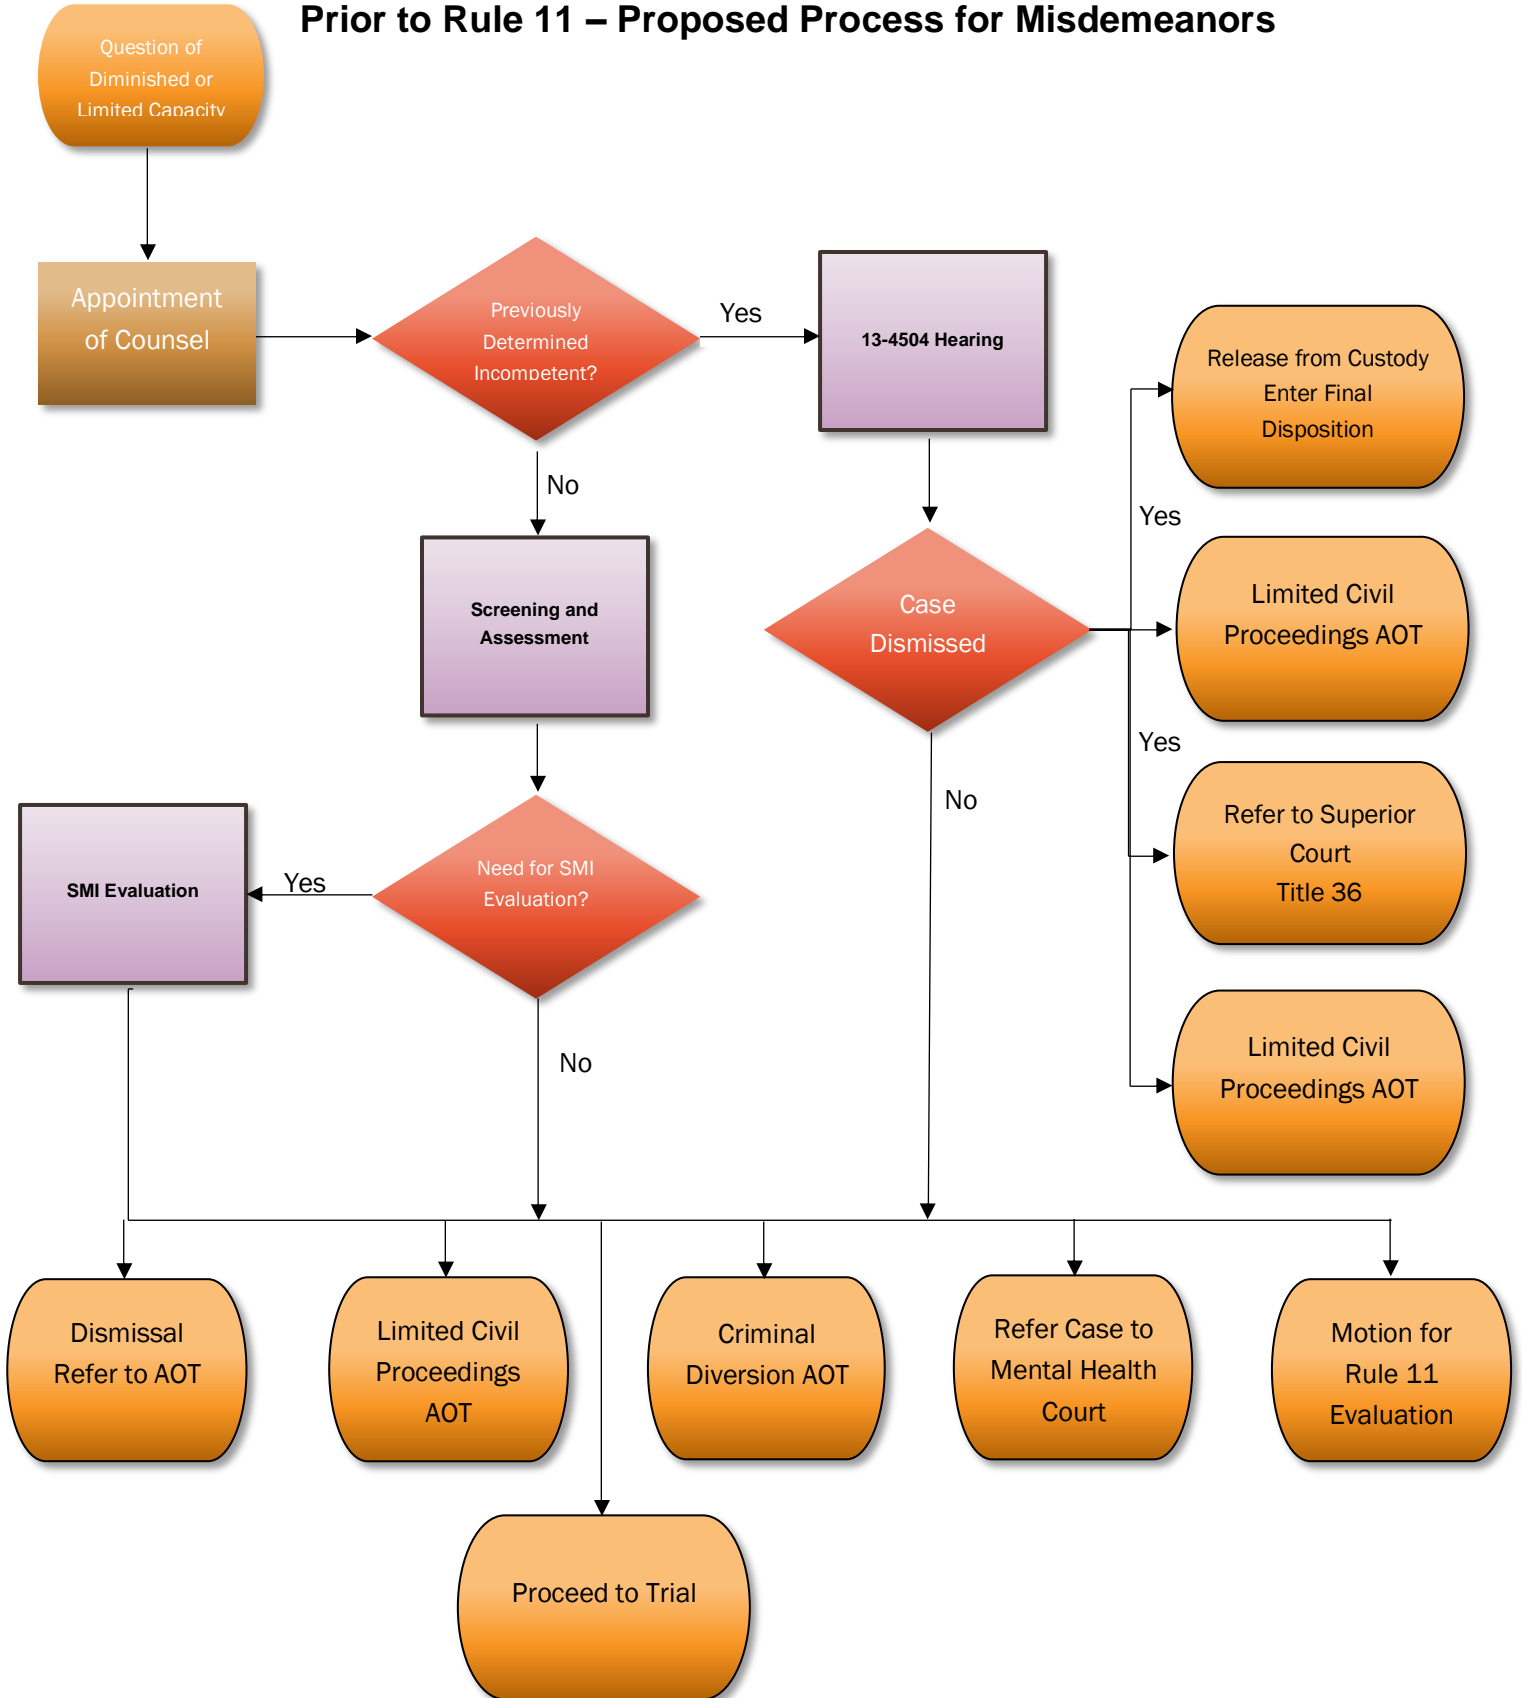 Prior to Rule 11 – Proposed Process for Misdemeanors
Question of
Diminished or
Limited Capacity
Appointment
of Counsel
Previously
Determined
Incompetent?
Yes
13-4504 Hearing
Release from Custody
Enter Final
Disposition
No
Yes
Screening and
Assessment
Case
Dismissed
Limited Civil
Proceedings AOT
Yes
No
Refer to Superior
Court
Title 36
SMI Evaluation
Yes
Need for SMI
Evaluation?
No
Limited Civil
Proceedings AOT
Dismissal
Refer to AOT
Limited Civil
Proceedings
AOT
Criminal
Diversion AOT
Refer Case to
Mental Health
Court
Motion for
Rule 11
Evaluation
Proceed to Trial